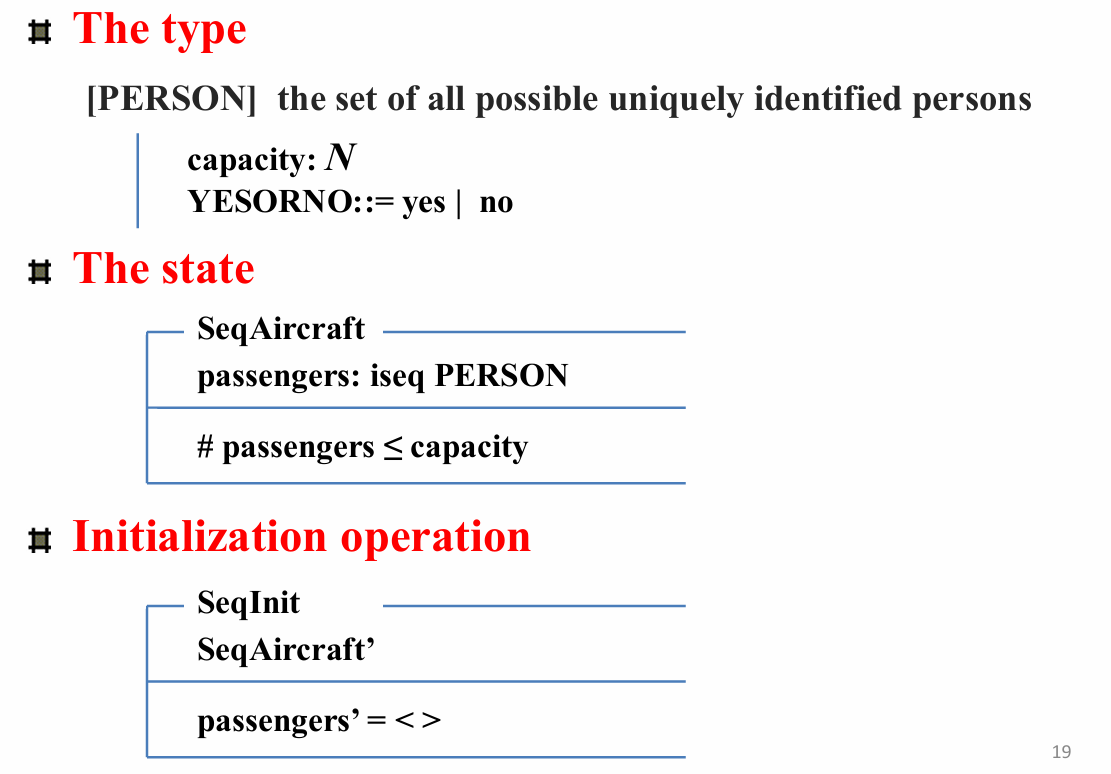 The type
[PERSON] the set of all possible uniquely identified persons
capacity: N
YESORNO::= yes | no
The state
SeqAircraft
passengers: iseq PERSON
# passengers ≤ capacity
Initialization operation
SeqInit
SeqAircraft’
passengers’ = < >
19